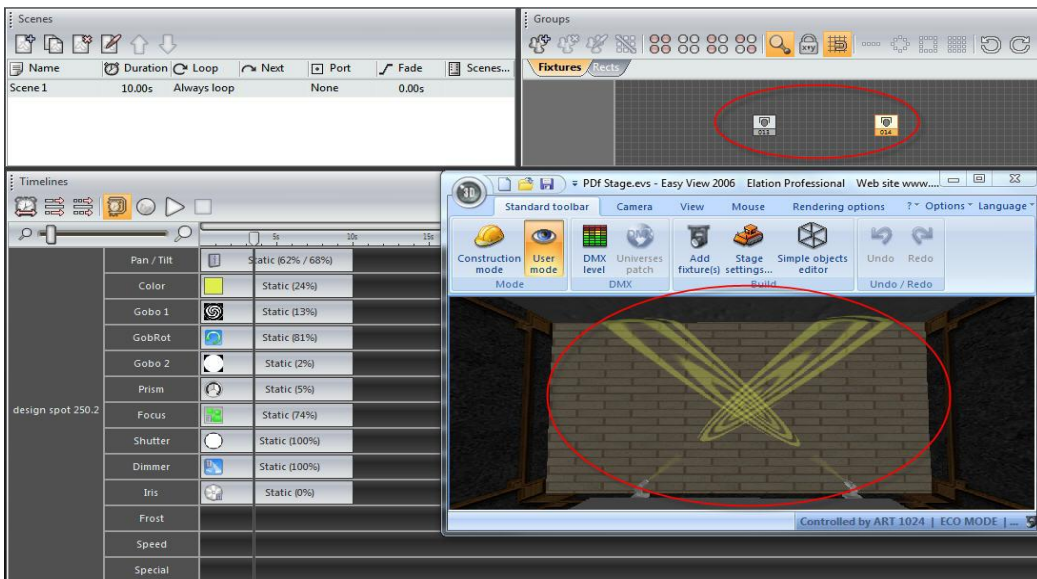 Scenes
Name Duration Loop Next Port Fade Scenes...
Scene 1 10.00s Always loop None 0.00s
Groups
Fixtures Rects
013 014
Timelines
5s 10s 15s
Pan / Tilt Static (62% / 68%)
Color Static (24%)
Gobo 1 Static (13%)
GobRot Static (81%)
Gobo 2 Static (2%)
Prism Static (5%)
design spot 250.2
Focus Static (74%)
Shutter Static (100%)
Dimmer Static (100%)
Iris Static (0%)
Frost
Speed
Special
PDf Stage.evs - Easy View 2006 Elation Professional Web site www....
Standard toolbar Camera View Mouse Rendering options ? Options Language
Construction mode User mode DMX level Universes patch Add fixture(s) Stage settings... Simple objects editor Undo Redo
Mode DMX Build Undo / Redo
Controlled by ART 1024 | ECO MODE | ...